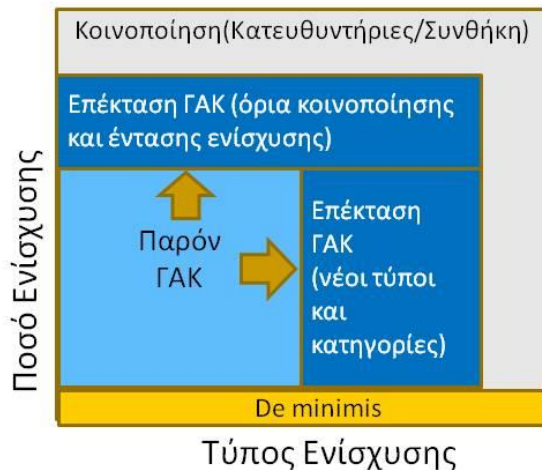 Κοινοποίηση(Κατευθυντήριες/Συνθήκη)
Επέκταση ΓΑΚ (όρια κοινοποίησης
και έντασης ενίσχυσης)
Παρόν
ΓΑΚ
Επέκταση
ΓΑΚ
(νέοι τύποι
και
κατηγορίες)
De minimis
Ποσό Ενίσχυσης
Τύπος Ενίσχυσης